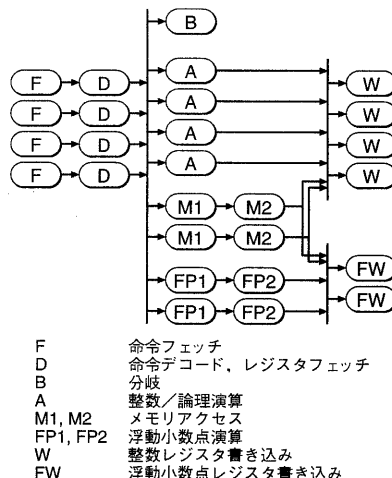 B
F D A W
F D A W
F D A W
F D A W
M1 M2
M1 M2
FP1 FP2 FW
FP1 FP2 FW
F 命令フェッチ
D 命令デコード，レジスタフェッチ
B 分岐
A 整数／論理演算
M1, M2 メモリアクセス
FP1, FP2 浮動小数点演算
W 整数レジスタ書き込み
FW 浮動小数点レジスタ書き込み